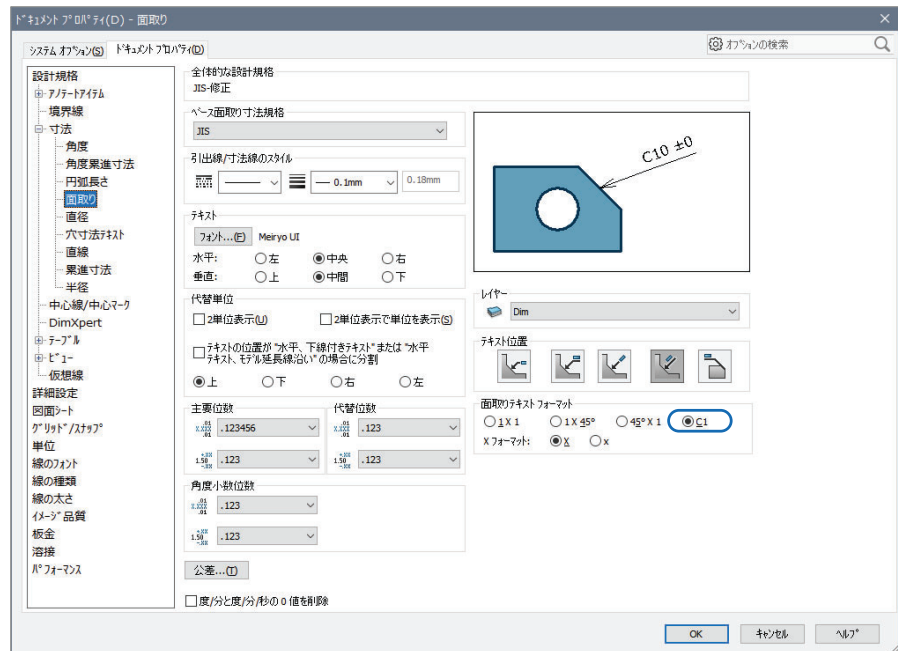 ドキュメント プロパティ(D) - 面取り
システム オプション(S)
ドキュメント プロパティ(D)
オプションの検索
設計規格
アノテートアイテム
境界線
寸法
角度
角度累進寸法
円弧長さ
面取り
直径
穴寸法テキスト
直線
累進寸法
半径
中心線/中心マーク
DimXpert
テーブル
ビュー
仮想線
詳細設定
図面シート
グリッド/スナップ
単位
線のフォント
線の種類
線の太さ
イメージ品質
板金
溶接
パフォーマンス
全体的な設計規格
JIS-修正
ベース面取り寸法規格
JIS
引出線/寸法線のスタイル
0.1mm 0.18mm
テキスト
フォント...(F) Meiryo UI
水平: 左 中央 右
垂直: 上 中間 下
代替単位
2単位表示(U) 2単位表示で単位を表示(S)
テキストの位置が "水平、下線付きテキスト" または "水平
テキスト、モデル延長線沿い" の場合に分割
上 下 右 左
主要位数
.123456
.123
代替位数
.123
.123
角度小数位数
.123
.123
公差...(T)
度/分と度/分/秒の 0 値を削除
C10 ±0
レイヤー
Dim
テキスト位置
面取りテキスト フォーマット
1 X 1 1 X 45° 45° X 1 C1
X フォーマット: X x
OK キャンセル ヘルプ